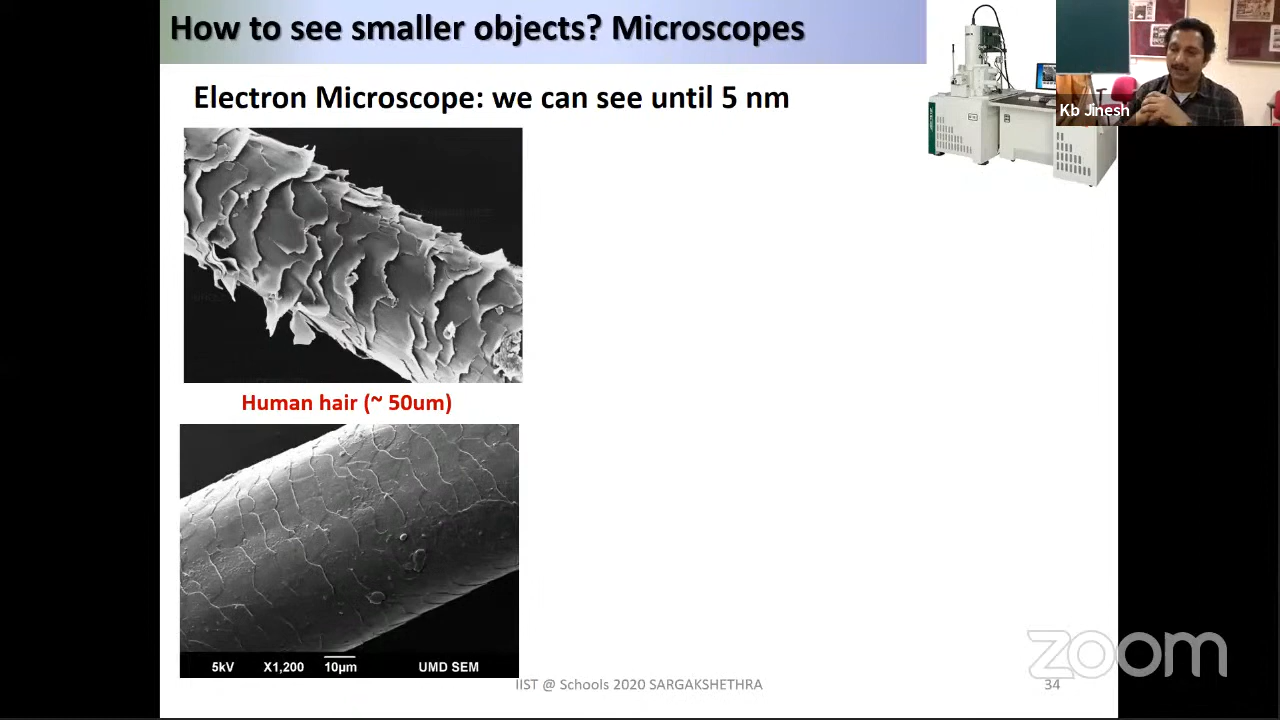 How to see smaller objects? Microscopes
Kb Jinesh
Electron Microscope: we can see until 5 nm
Human hair (~ 50um)
5kV X1,200 10µm UMD SEM
zoom
IIST @ Schools 2020 SARGAKSHETHRA 34